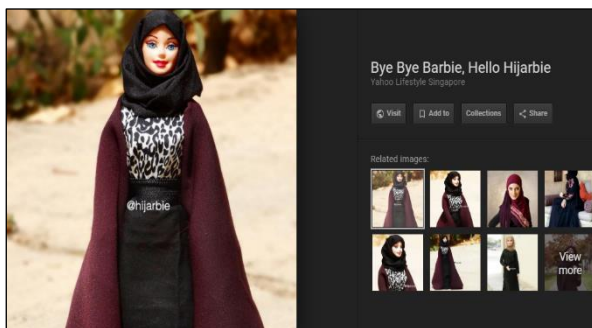 @hijarbie
Bye Bye Barbie, Hello Hijarbie
Yahoo Lifestyle Singapore
Visit
Add to
Collections
Share
Related images:
View
more